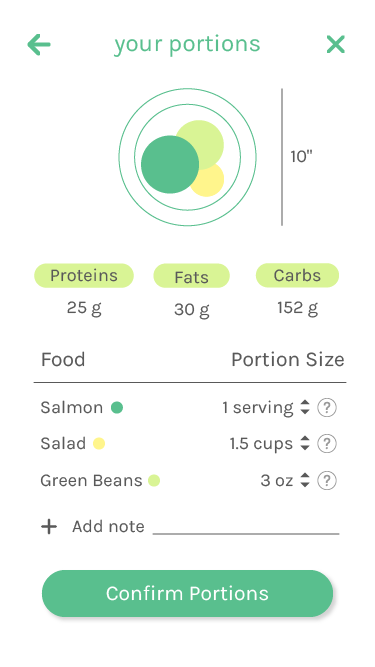 your portions
10"
Proteins Fats Carbs
25 g 30 g 152 g
Food Portion Size
Salmon 1 serving ?
Salad 1.5 cups ?
Green Beans 3 oz ?
+ Add note
Confirm Portions